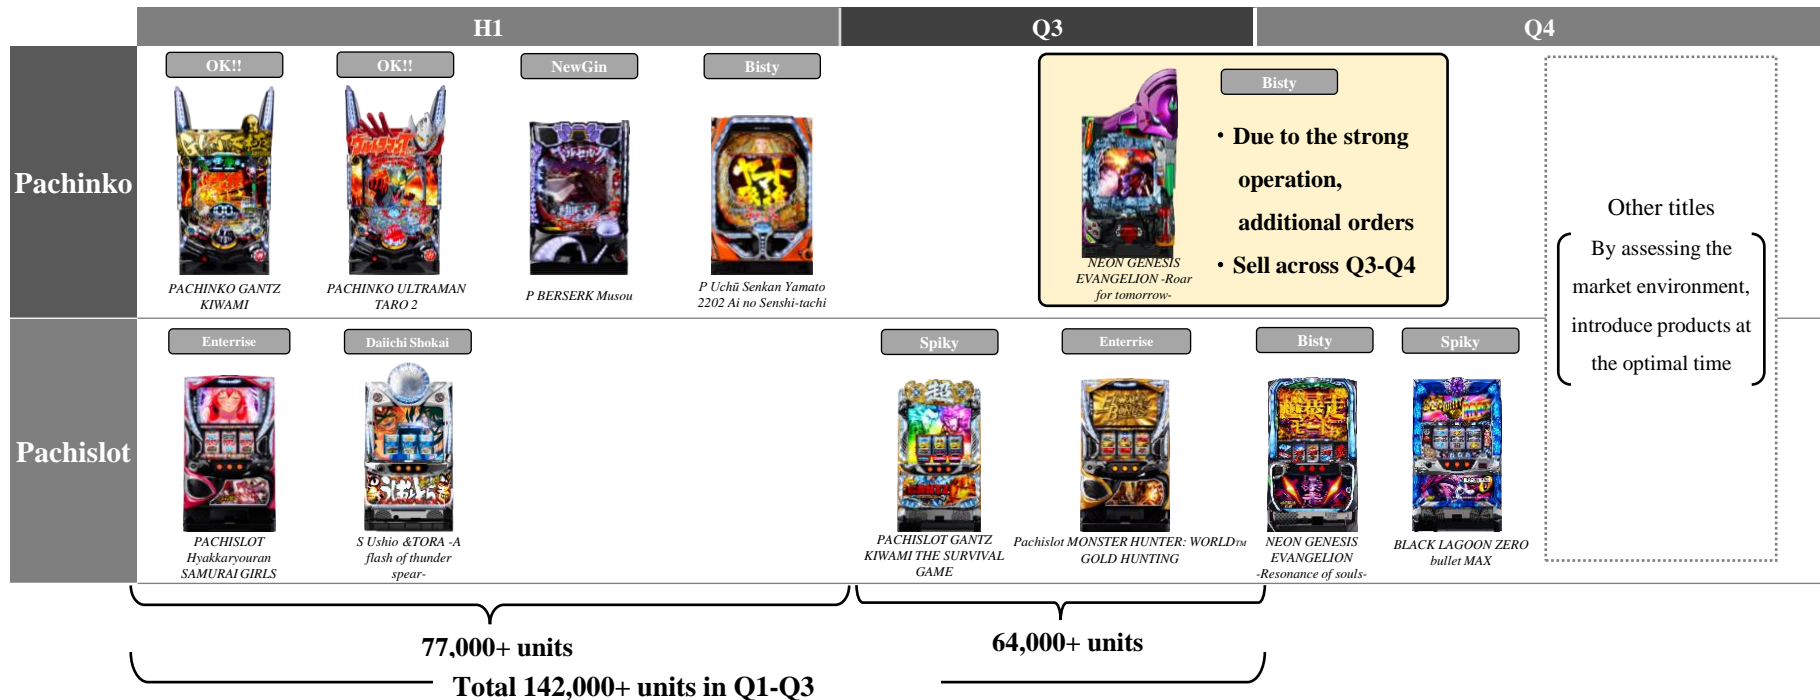 H1
Q3
Q4
Pachinko
OK!!
PACHINKO GANTZ
KIWAMI
OK!!
PACHINKO ULTRAMAN
TARO 2
NewGin
P BERSERK Musou
Bisty
P Uchū Senkan Yamato
2202 Ai no Senshi-tachi
NEON GENESIS
EVANGELION -Roar
for tomorrow-
Bisty
・Due to the strong
operation,
additional orders
・Sell across Q3-Q4
Other titles
By assessing the
market environment,
introduce products at
the optimal time
Pachislot
Enterrise
PACHISLOT
Hyakkaryouran
SAMURAI GIRLS
Daiichi Shokai
S Ushio &TORA -A
flash of thunder
spear-
Spiky
PACHISLOT GANTZ
KIWAMI THE SURVIVAL
GAME
Enterrise
Pachislot MONSTER HUNTER: WORLD™
GOLD HUNTING
Bisty
NEON GENESIS
EVANGELION
-Resonance of souls-
Spiky
BLACK LAGOON ZERO
bullet MAX
77,000+ units
64,000+ units
Total 142,000+ units in Q1-Q3